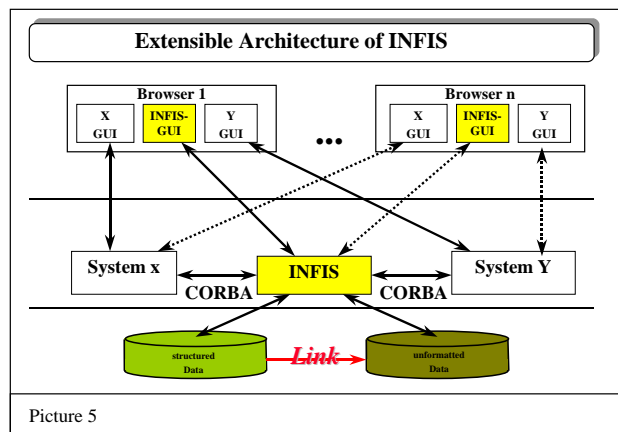 Extensible Architecture of INFIS
Browser 1
X
GUI
INFIS-
GUI
Y
GUI
...
Browser n
X
GUI
INFIS-
GUI
Y
GUI
System x
INFIS
System Y
CORBA
CORBA
structured
Data
Link
unformatted
Data
Picture 5